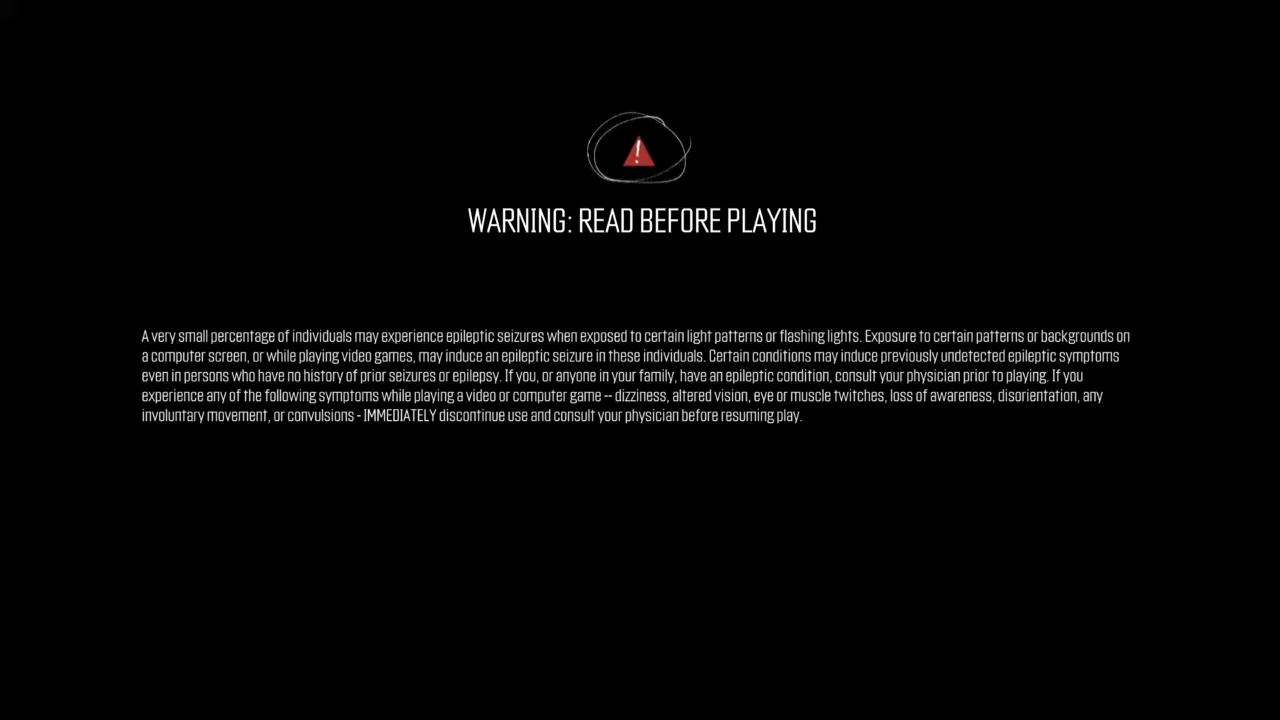 WARNING: READ BEFORE PLAYING
A very small percentage of individuals may experience epileptic seizures when exposed to certain light patterns or flashing lights. Exposure to certain patterns or backgrounds on
a computer screen, or while playing video games, may induce an epileptic seizure in these individuals. Certain conditions may induce previously undetected epileptic symptoms
even in persons who have no history of prior seizures or epilepsy. If you, or anyone in your family, have an epileptic condition, consult your physician prior to playing. If you
experience any of the following symptoms while playing a video or computer game -- dizziness, altered vision, eye or muscle twitches, loss of awareness, disorientation, any
involuntary movement, or convulsions - IMMEDIATELY discontinue use and consult your physician before resuming play.